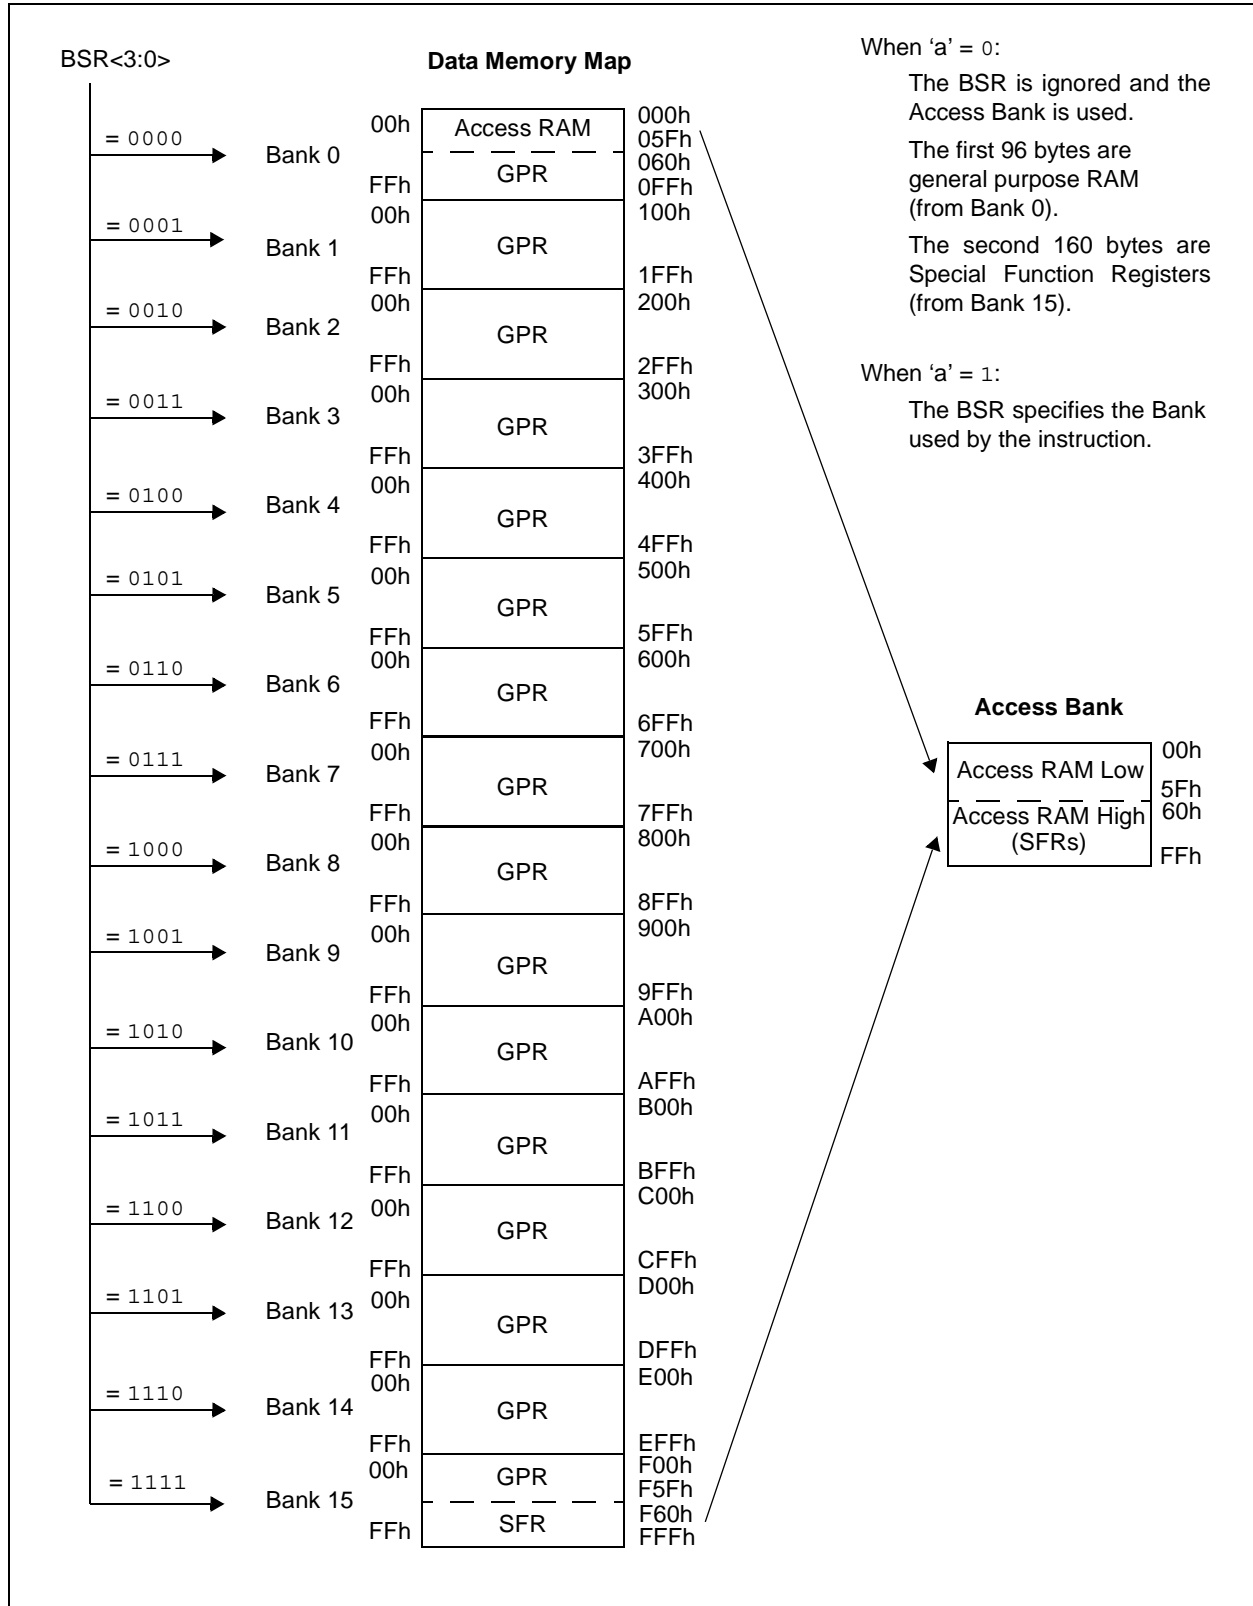 BSR<3:0>
Data Memory Map
When ‘a’ = 0:
The BSR is ignored and the
Access Bank is used.
The first 96 bytes are
general purpose RAM
(from Bank 0).
The second 160 bytes are
Special Function Registers
(from Bank 15).
When ‘a’ = 1:
The BSR specifies the Bank
used by the instruction.
= 0000
Bank 0
00h
Access RAM
000h
05Fh
060h
GPR
FFh
0FFh
= 0001
Bank 1
00h
100h
GPR
FFh
1FFh
= 0010
Bank 2
00h
200h
GPR
FFh
2FFh
= 0011
Bank 3
00h
300h
GPR
FFh
3FFh
= 0100
Bank 4
00h
400h
GPR
FFh
4FFh
= 0101
Bank 5
00h
500h
GPR
FFh
5FFh
= 0110
Bank 6
00h
600h
GPR
FFh
6FFh
= 0111
Bank 7
00h
700h
GPR
FFh
7FFh
= 1000
Bank 8
00h
800h
GPR
FFh
8FFh
= 1001
Bank 9
00h
900h
GPR
FFh
9FFh
= 1010
Bank 10
00h
A00h
GPR
FFh
AFFh
= 1011
Bank 11
00h
B00h
GPR
FFh
BFFh
= 1100
Bank 12
00h
C00h
GPR
FFh
CFFh
= 1101
Bank 13
00h
D00h
GPR
FFh
DFFh
= 1110
Bank 14
00h
E00h
GPR
FFh
EFFh
= 1111
Bank 15
00h
F00h
GPR
F5Fh
F60h
SFR
FFh
FFFh
Access Bank
Access RAM Low
00h
5Fh
Access RAM High
(SFRs)
60h
FFh